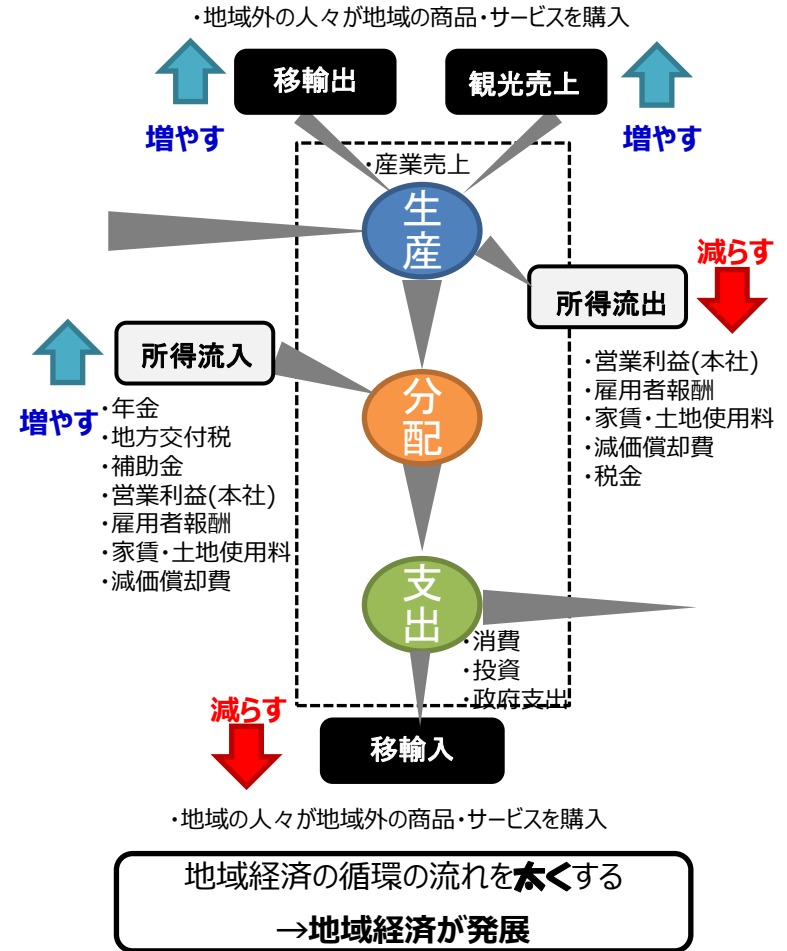 ・地域外の人々が地域の商品・サービスを購入
移輸出
観光売上
増やす
増やす
・産業売上
生産
減らす
所得流出
・営業利益(本社)
・雇用者報酬
・家賃・土地使用料
・減価償却費
・税金
所得流入
増やす
・年金
・地方交付税
・補助金
・営業利益(本社)
・雇用者報酬
・家賃・土地使用料
・減価償却費
分配
支出
・消費
・投資
・政府支出
減らす
移輸入
・地域の人々が地域外の商品・サービスを購入
地域経済の循環の流れを太くする
→地域経済が発展